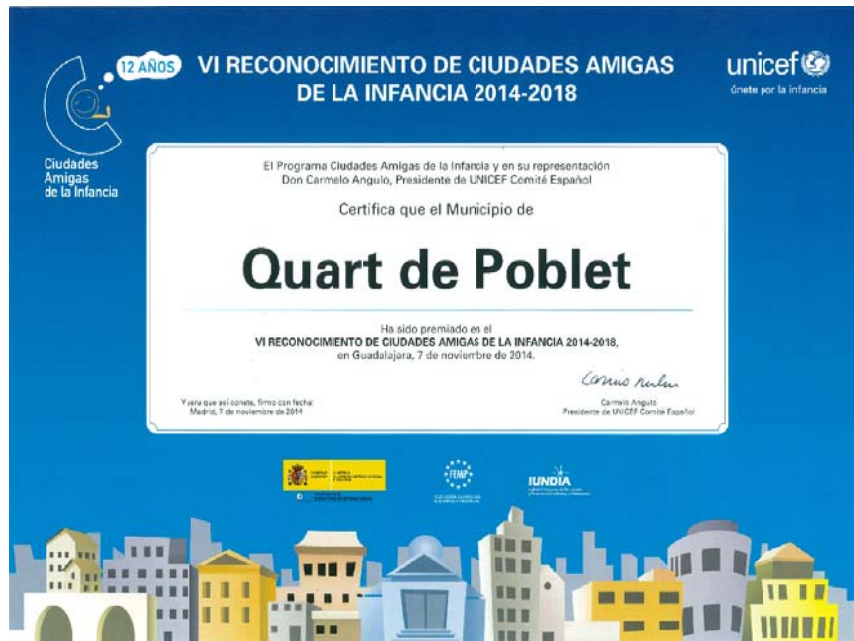 12 AÑOS
VI RECONOCIMIENTO DE CIUDADES AMIGAS
DE LA INFANCIA 2014-2018
unicef
únete por la infancia
Ciudades
Amigas
de la Infancia
El Programa Ciudades Amigas de la Infancia y en su representación
Don Carmelo Angulo, Presidente de UNICEF Comité Español
Certifica que el Municipio de
Quart de Poblet
Ha sido premiado en el
VI RECONOCIMIENTO DE CIUDADES AMIGAS DE LA INFANCIA 2014-2018,
en Guadalajara, 7 de noviembre de 2014.
Y para que así conste, firmo con fecha:
Madrid, 7 de noviembre de 2014
Carmelo Angulo
Presidente de UNICEF Comité Español
FEMP
IUNDIA